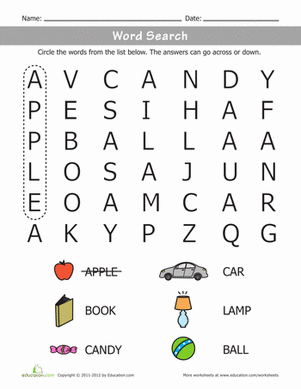 Name: Date:
Word Search
Circle the words from the list below. The answers can go across or down.
A V C A N D Y
P E S I H A F
P B A L L A A
L O S A J U N
E O A M C A R
A K Y P Z Q G
APPLE CAR
BOOK LAMP
CANDY BALL
education.com Copyright © 2011-2012 by Education.com More worksheets at www.education.com/worksheets